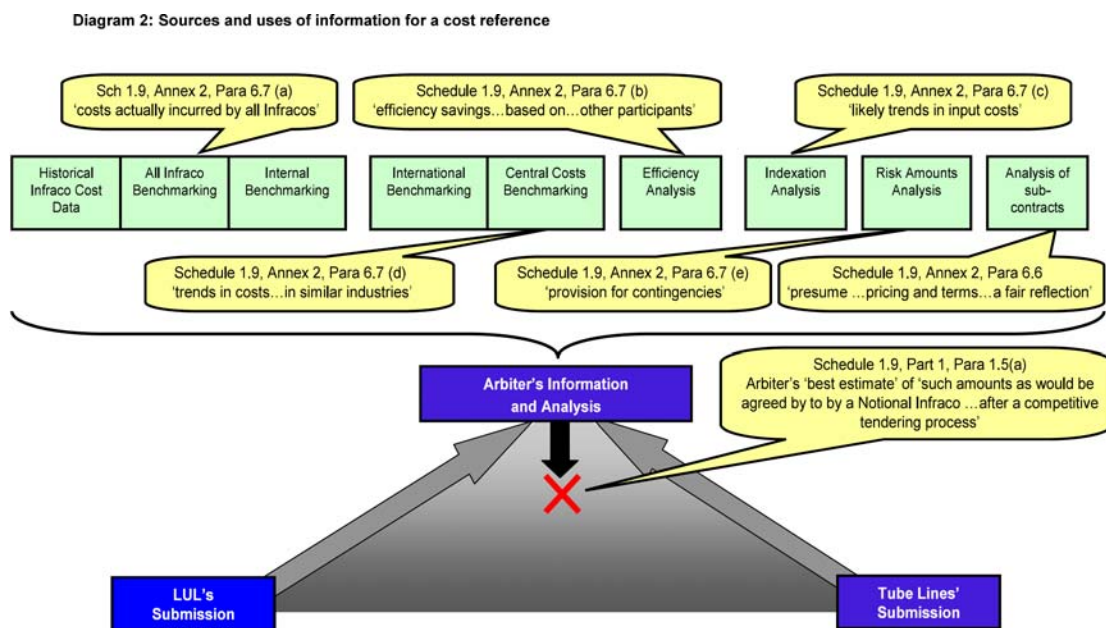 Diagram 2: Sources and uses of information for a cost reference
Sch 1.9, Annex 2, Para 6.7 (a)
'costs actually incurred by all Infracos'
Schedule 1.9, Annex 2, Para 6.7 (b)
'efficiency savings…based on…other participants'
Schedule 1.9, Annex 2, Para 6.7 (c)
'likely trends in input costs'
Historical
Infraco Cost
Data
All Infraco
Benchmarking
Internal
Benchmarking
International
Benchmarking
Central Costs
Benchmarking
Efficiency
Analysis
Indexation
Analysis
Risk Amounts
Analysis
Analysis of
sub-
contracts
Schedule 1.9, Annex 2, Para 6.7 (d)
'trends in costs…in similar industries'
Schedule 1.9, Annex 2, Para 6.7 (e)
'provision for contingencies'
Schedule 1.9, Annex 2, Para 6.6
'presume …pricing and terms…a fair reflection'
Arbiter's Information
and Analysis
Schedule 1.9, Part 1, Para 1.5(a)
Arbiter's 'best estimate' of 'such amounts as would be
agreed by to by a Notional Infraco …after a competitive
tendering process'
LUL's
Submission
Tube Lines'
Submission